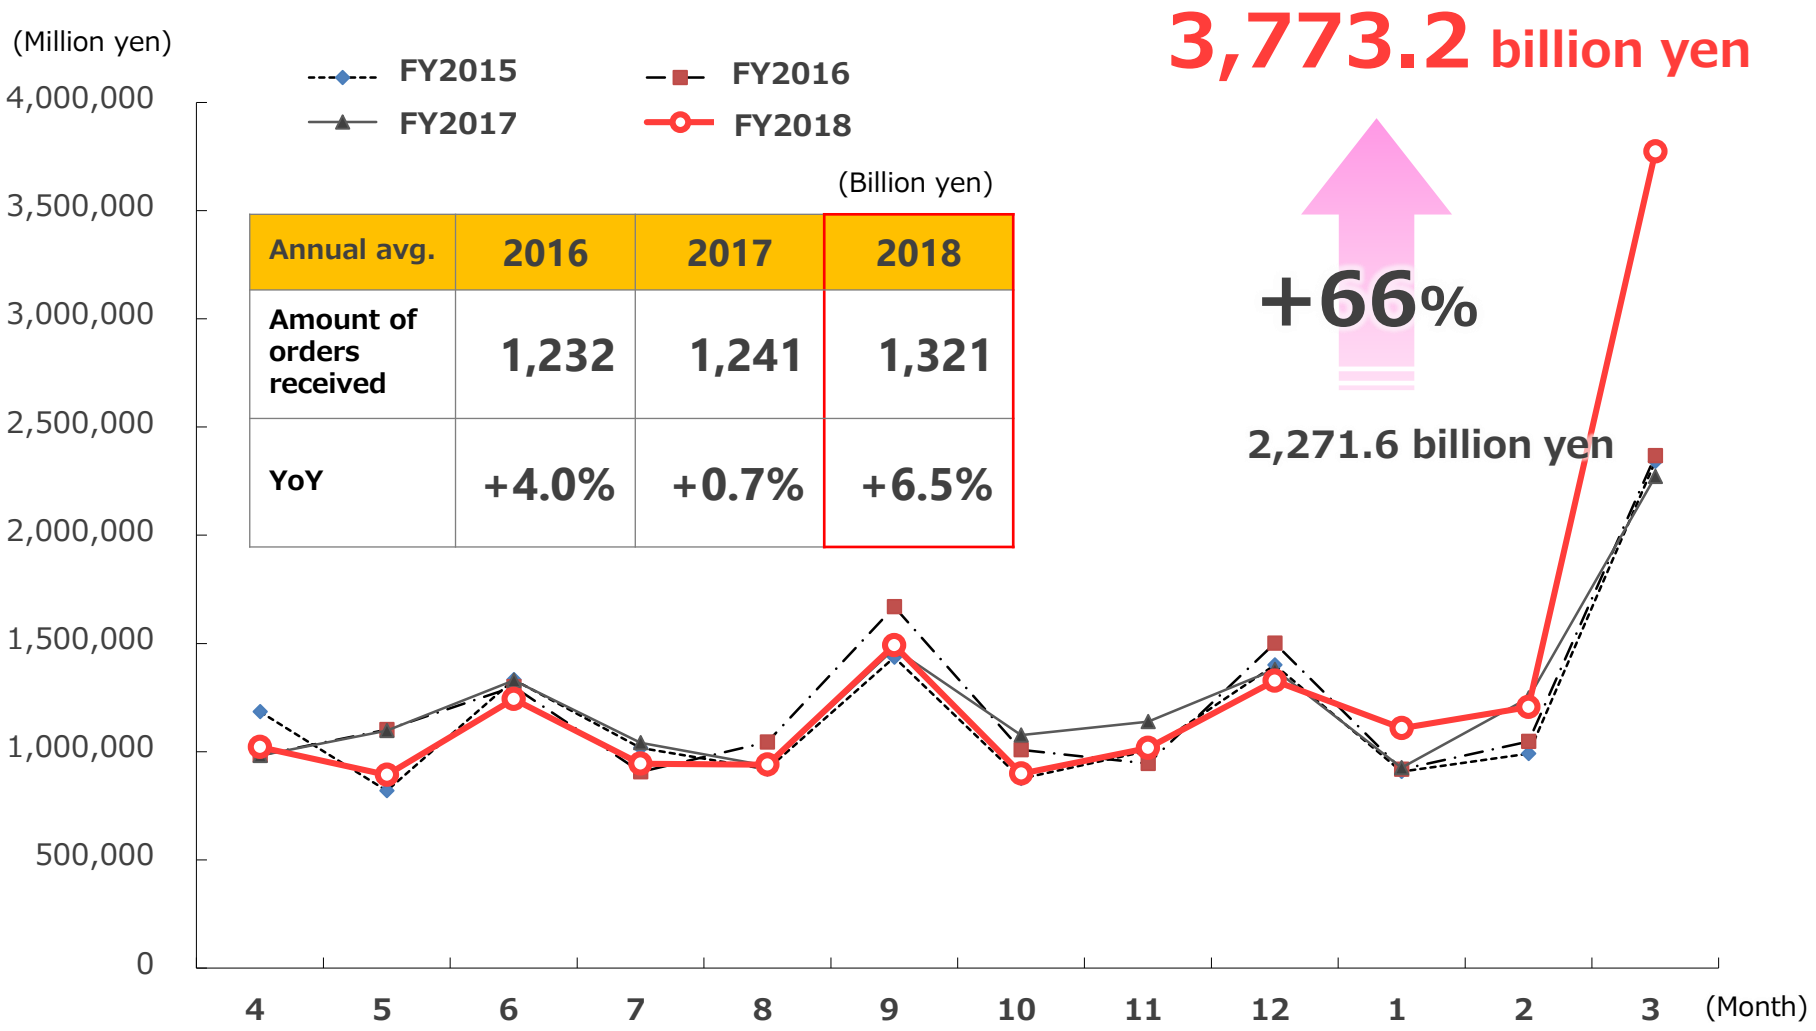 (Million yen)
3,773.2 billion yen
FY2015
FY2016
FY2017
FY2018
4,000,000
3,500,000
3,000,000
2,500,000
2,000,000
1,500,000
1,000,000
500,000
0
(Billion yen)
Annual avg. 2016 2017 2018
Amount of
orders
received
1,232 1,241 1,321
YoY +4.0% +0.7% +6.5%
+66%
2,271.6 billion yen
4 5 6 7 8 9 10 11 12 1 2 3 (Month)